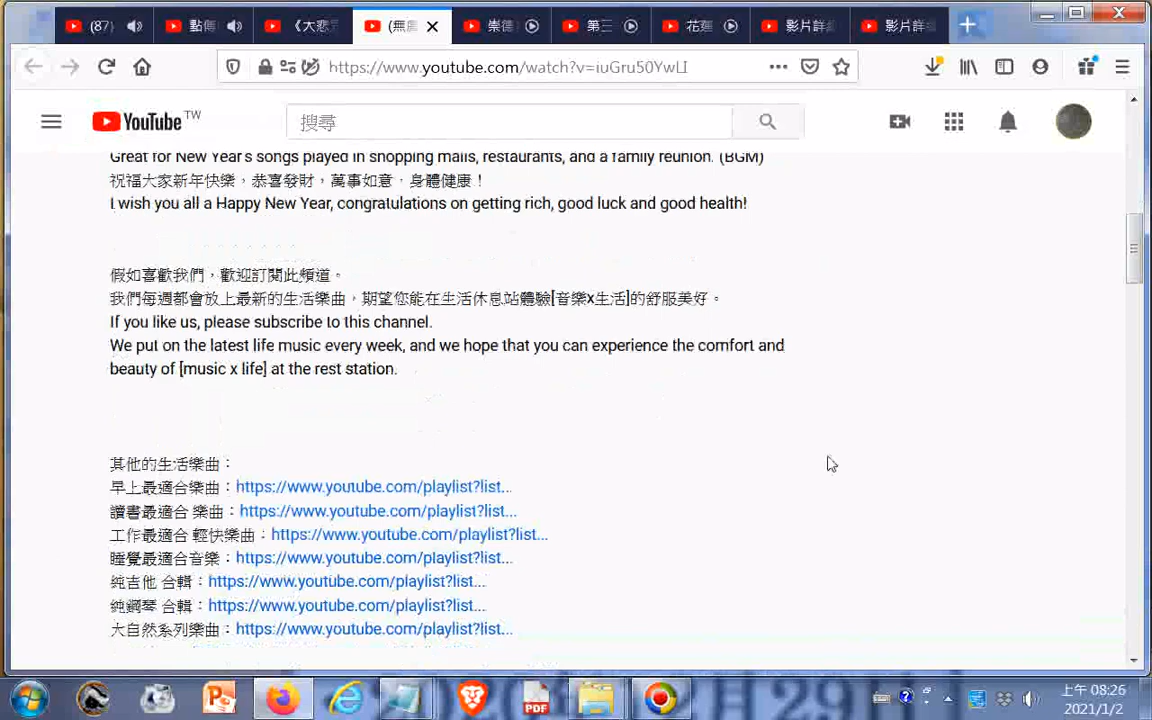 (87)
點傳
《大悲
(無
崇德
第三
花蓮
影片詳
影片詳
https://www.youtube.com/watch?v=iuGru50YwLI
YouTube TW
搜尋
Great for New Year's songs played in shopping malls, restaurants, and a family reunion. (BGM)
祝福大家新年快樂，恭喜發財，萬事如意，身體健康！
I wish you all a Happy New Year, congratulations on getting rich, good luck and good health!
假如喜歡我們，歡迎訂閱此頻道。
我們每週都會放上最新的生活樂曲，期望您能在生活休息站體驗[音樂x生活]的舒服美好。
If you like us, please subscribe to this channel.
We put on the latest life music every week, and we hope that you can experience the comfort and
beauty of [music x life] at the rest station.
其他的生活樂曲：
早上最適合樂曲：https://www.youtube.com/playlist?list...
讀書最適合 樂曲：https://www.youtube.com/playlist?list...
工作最適合 輕快樂曲：https://www.youtube.com/playlist?list...
睡覺最適合音樂：https://www.youtube.com/playlist?list...
純吉他 合輯：https://www.youtube.com/playlist?list...
純鋼琴 合輯：https://www.youtube.com/playlist?list...
大自然系列樂曲：https://www.youtube.com/playlist?list...
PDF
上午 08:26
2021/1/2